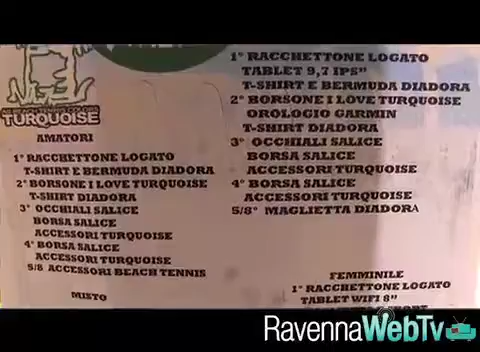 TURQUOISE
AMATORI
1° RACCHETTONE LOGATO
T-SHIRT E BERMUDA DIADORA
2° BORSONE I LOVE TURQUOISE
T-SHIRT DIADORA
3° OCCHIALI SALICE
BORSA SALICE
ACCESSORI TURQUOISE
4° BORSA SALICE
ACCESSORI TURQUOISE
5/8 ACCESSORI BEACH TENNIS
MISTO
1° RACCHETTONE LOGATO
TABLET 9,7 IPS”
T-SHIRT E BERMUDA DIADORA
2° BORSONE I LOVE TURQUOISE
OROLOGIO GARMIN
T-SHIRT DIADORA
3° OCCHIALI SALICE
BORSA SALICE
ACCESSORI TURQUOISE
4° BORSA SALICE
ACCESSORI TURQUOISE
5/8° MAGLIETTA DIADORA
FEMMINILE
1° RACCHETTONE LOGATO
TABLET WIFI 8”
RavennaWebTv